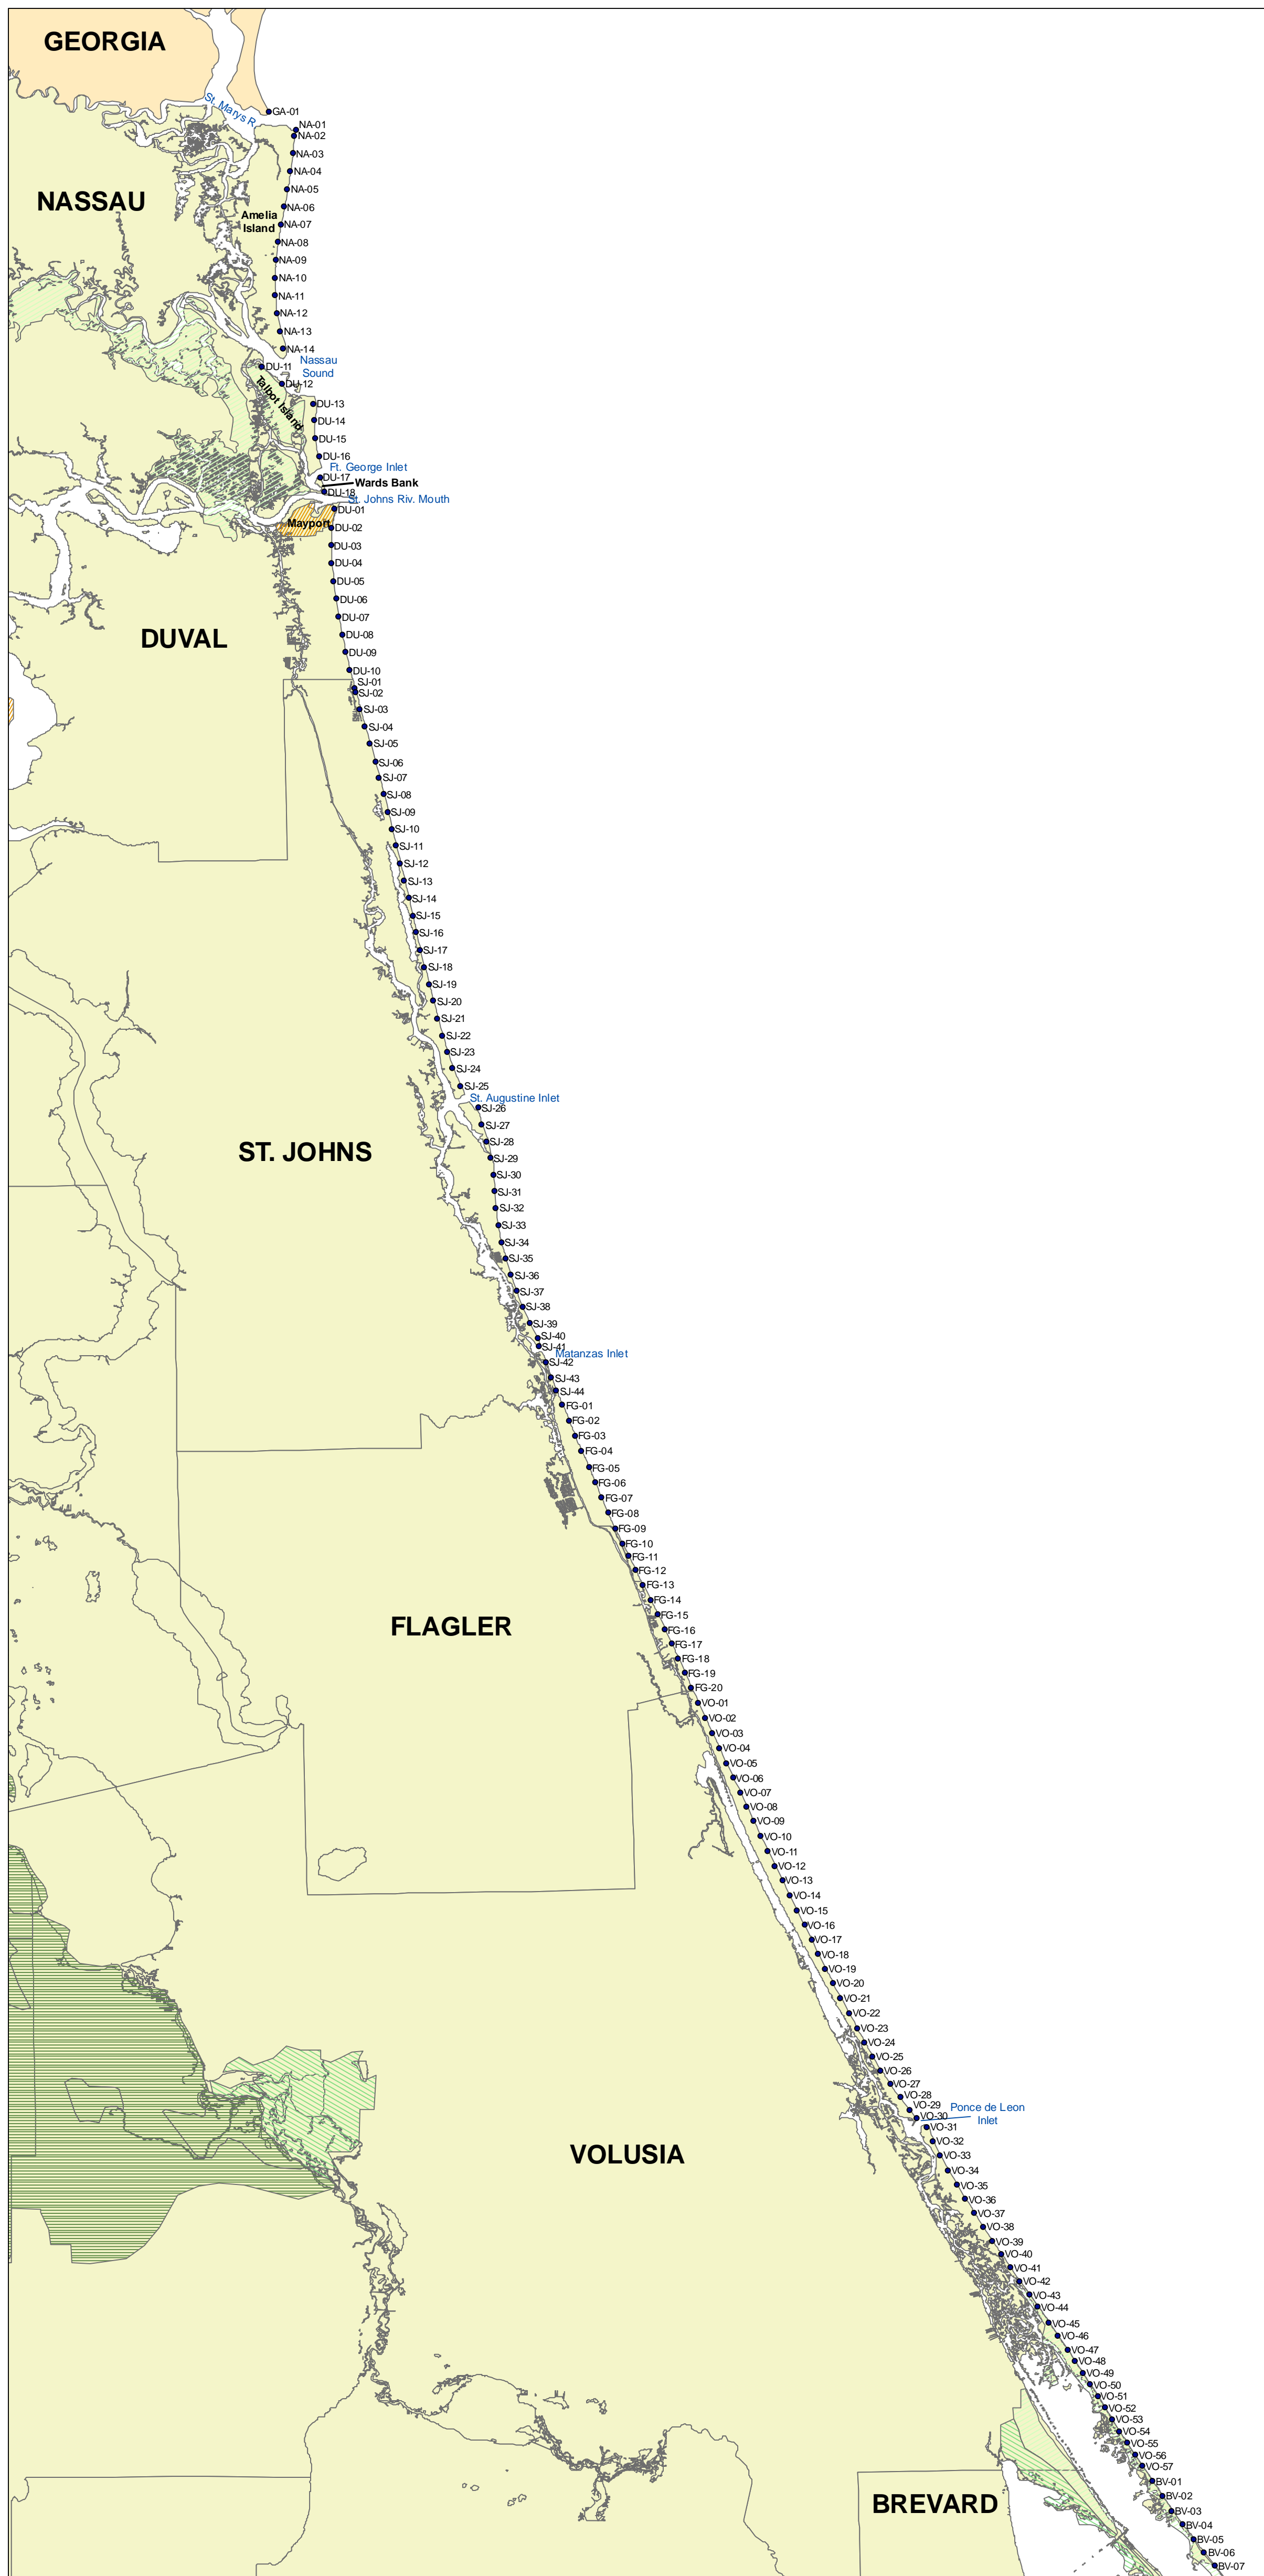 GEORGIA
St. Marys R.
GA-01
NA-01
NA-02
NA-03
NA-04
NASSAU
NA-05
NA-06
Amelia
Island
NA-07
NA-08
NA-09
NA-10
NA-11
NA-12
NA-13
NA-14
Nassau
Sound
DU-11
DU-12
Talbot Island
DU-13
DU-14
DU-15
DU-16
Ft. George Inlet
DU-17
Wards Bank
DU-18
St. Johns Riv. Mouth
DU-01
Mayport
DU-02
DU-03
DU-04
DU-05
DU-06
DU-07
DUVAL
DU-08
DU-09
DU-10
SJ-01
SJ-02
SJ-03
SJ-04
SJ-05
SJ-06
SJ-07
SJ-08
SJ-09
SJ-10
SJ-11
SJ-12
SJ-13
SJ-14
SJ-15
SJ-16
SJ-17
SJ-18
SJ-19
SJ-20
SJ-21
SJ-22
SJ-23
SJ-24
SJ-25
St. Augustine Inlet
SJ-26
SJ-27
SJ-28
ST. JOHNS
SJ-29
SJ-30
SJ-31
SJ-32
SJ-33
SJ-34
SJ-35
SJ-36
SJ-37
SJ-38
SJ-39
SJ-40
SJ-41
Matanzas Inlet
SJ-42
SJ-43
SJ-44
FG-01
FG-02
FG-03
FG-04
FG-05
FG-06
FG-07
FG-08
FG-09
FG-10
FG-11
FG-12
FG-13
FG-14
FG-15
FLAGLER
FG-16
FG-17
FG-18
FG-19
FG-20
VO-01
VO-02
VO-03
VO-04
VO-05
VO-06
VO-07
VO-08
VO-09
VO-10
VO-11
VO-12
VO-13
VO-14
VO-15
VO-16
VO-17
VO-18
VO-19
VO-20
VO-21
VO-22
VO-23
VO-24
VO-25
VO-26
VO-27
VO-28
VO-29
Ponce de Leon
Inlet
VO-30
VO-31
VO-32
VOLUSIA
VO-33
VO-34
VO-35
VO-36
VO-37
VO-38
VO-39
VO-40
VO-41
VO-42
VO-43
VO-44
VO-45
VO-46
VO-47
VO-48
VO-49
VO-50
VO-51
VO-52
VO-53
VO-54
VO-55
VO-56
VO-57
BV-01
BV-02
BREVARD
BV-03
BV-04
BV-05
BV-06
BV-07